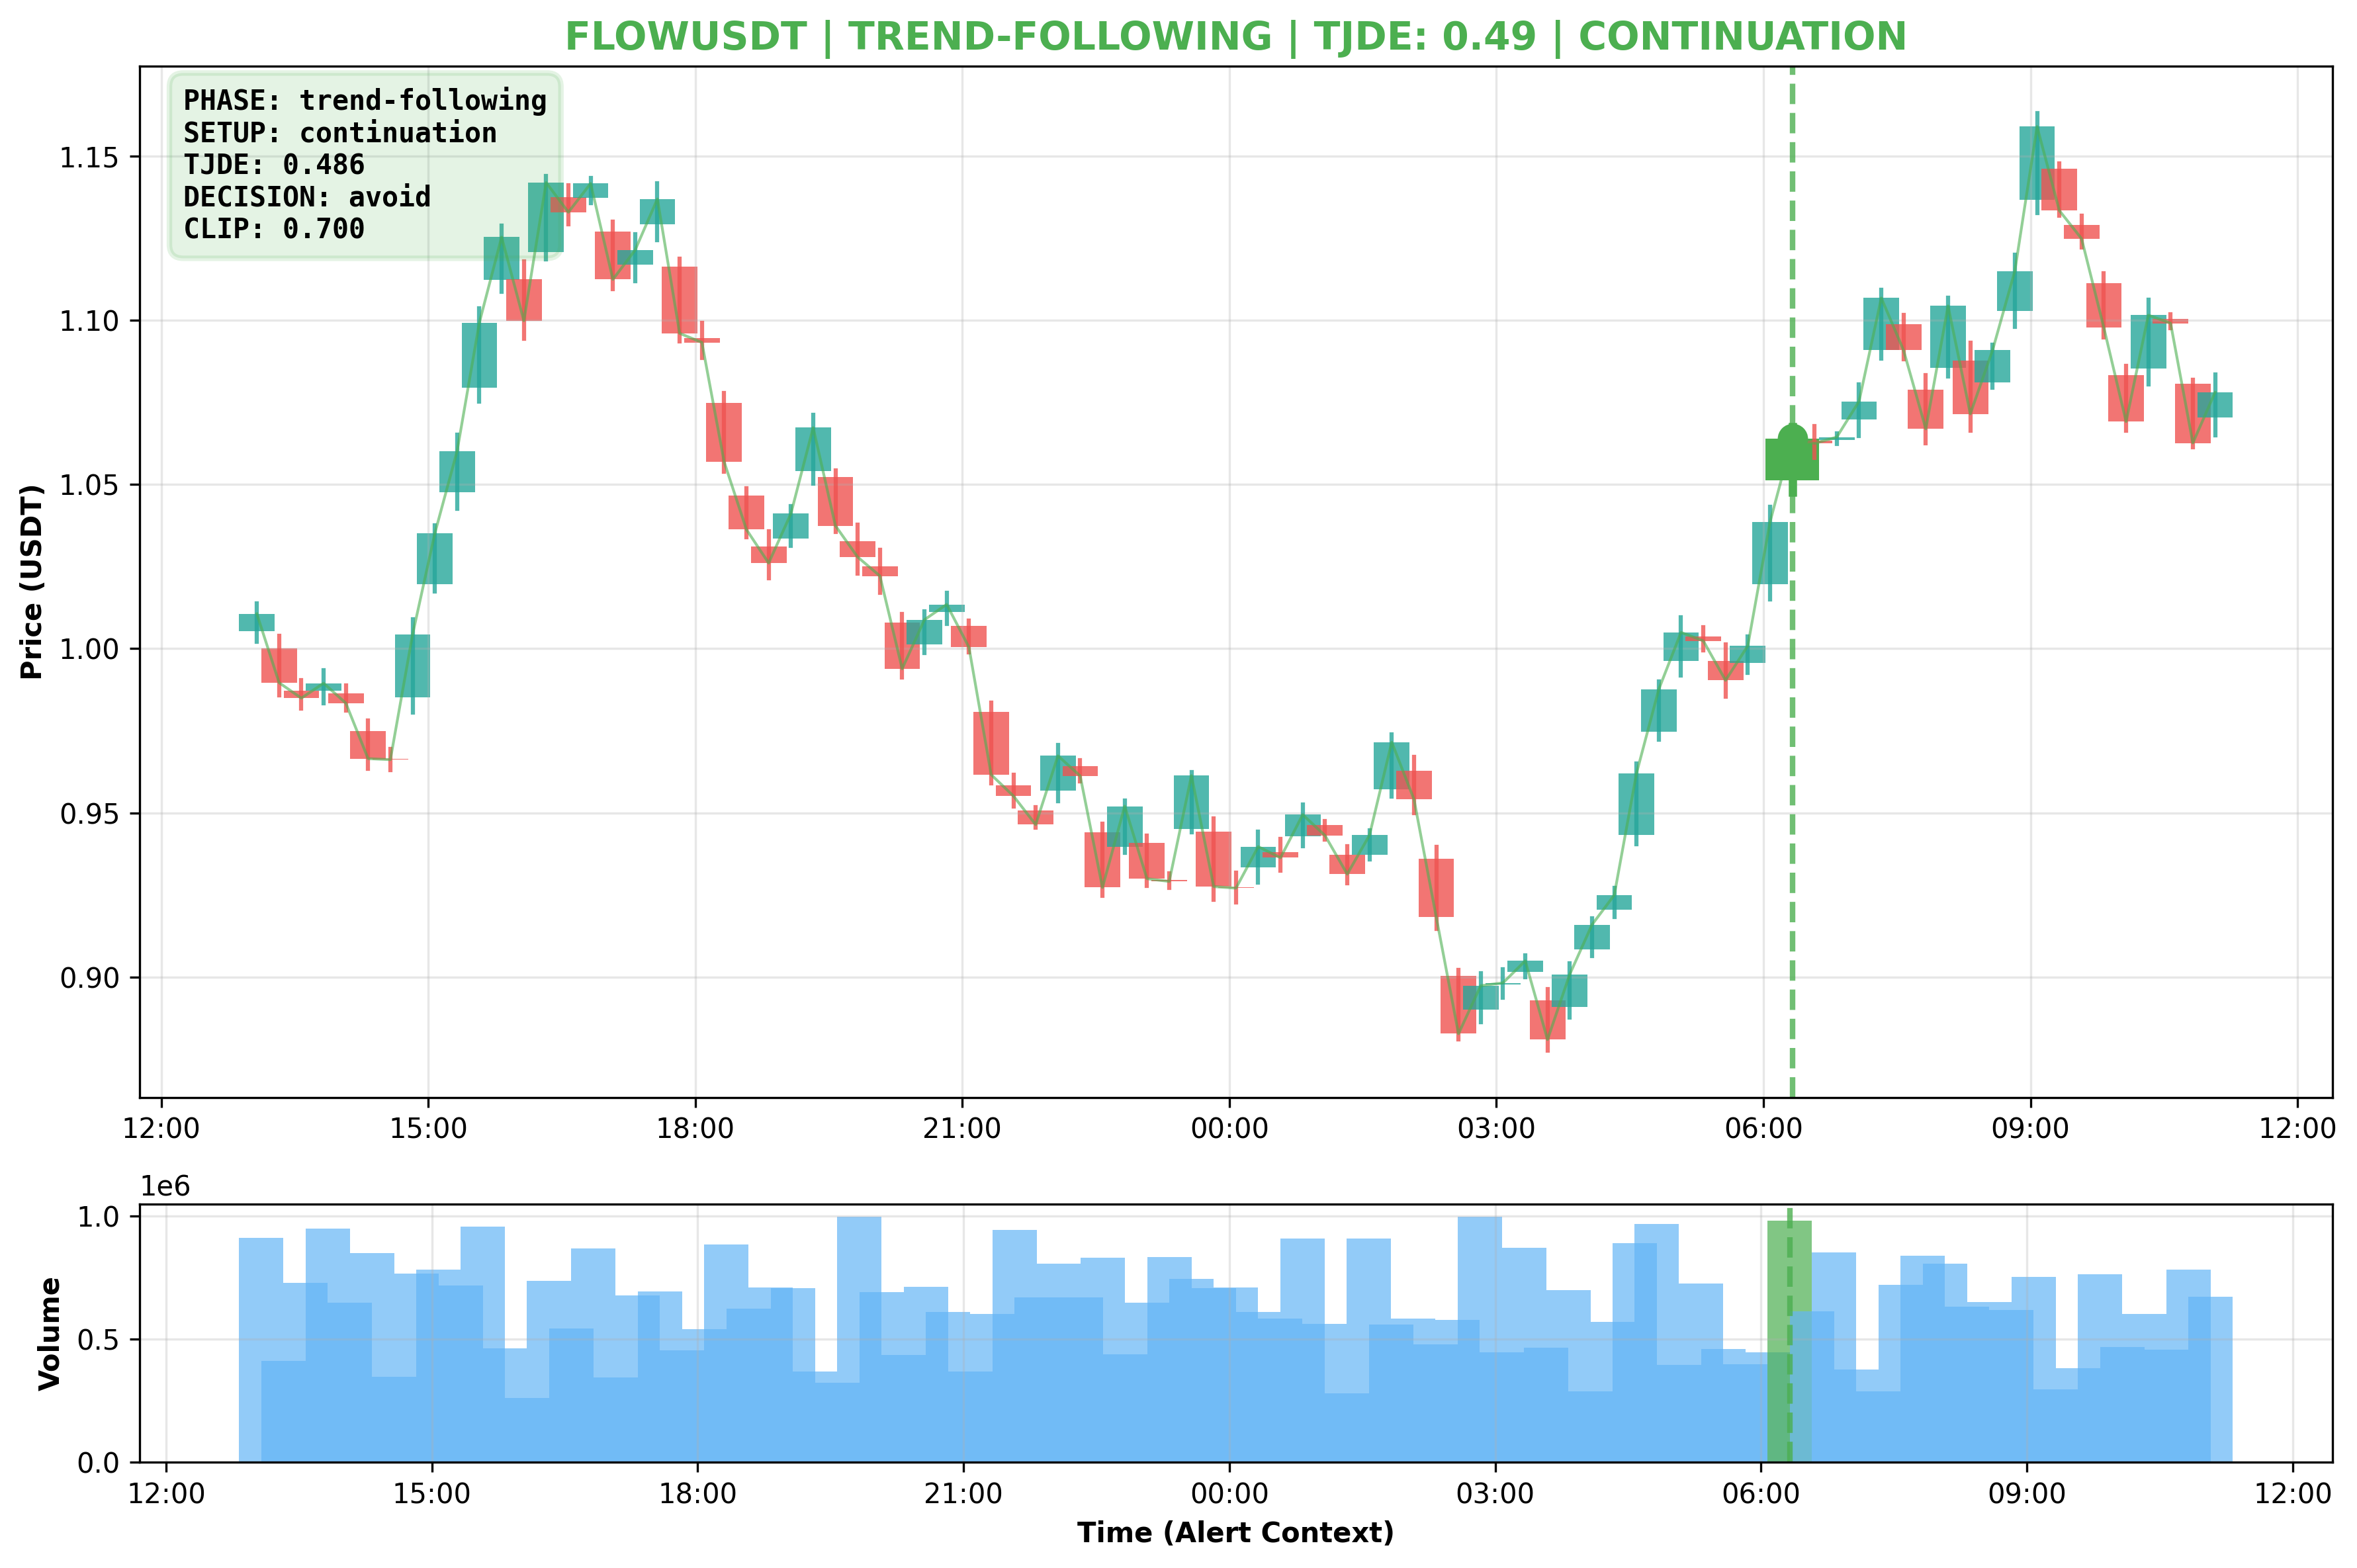 FLOWUSDT | TREND-FOLLOWING | TJDE: 0.49 | CONTINUATION
PHASE: trend-following
SETUP: continuation
TJDE: 0.486
DECISION: avoid
CLIP: 0.700
Price (USDT)
1.15
1.10
1.05
1.00
0.95
0.90
12:00 15:00 18:00 21:00 00:00 03:00 06:00 09:00 12:00
1e6
Volume
1.0
0.5
0.0
12:00 15:00 18:00 21:00 00:00 03:00 06:00 09:00 12:00
Time (Alert Context)